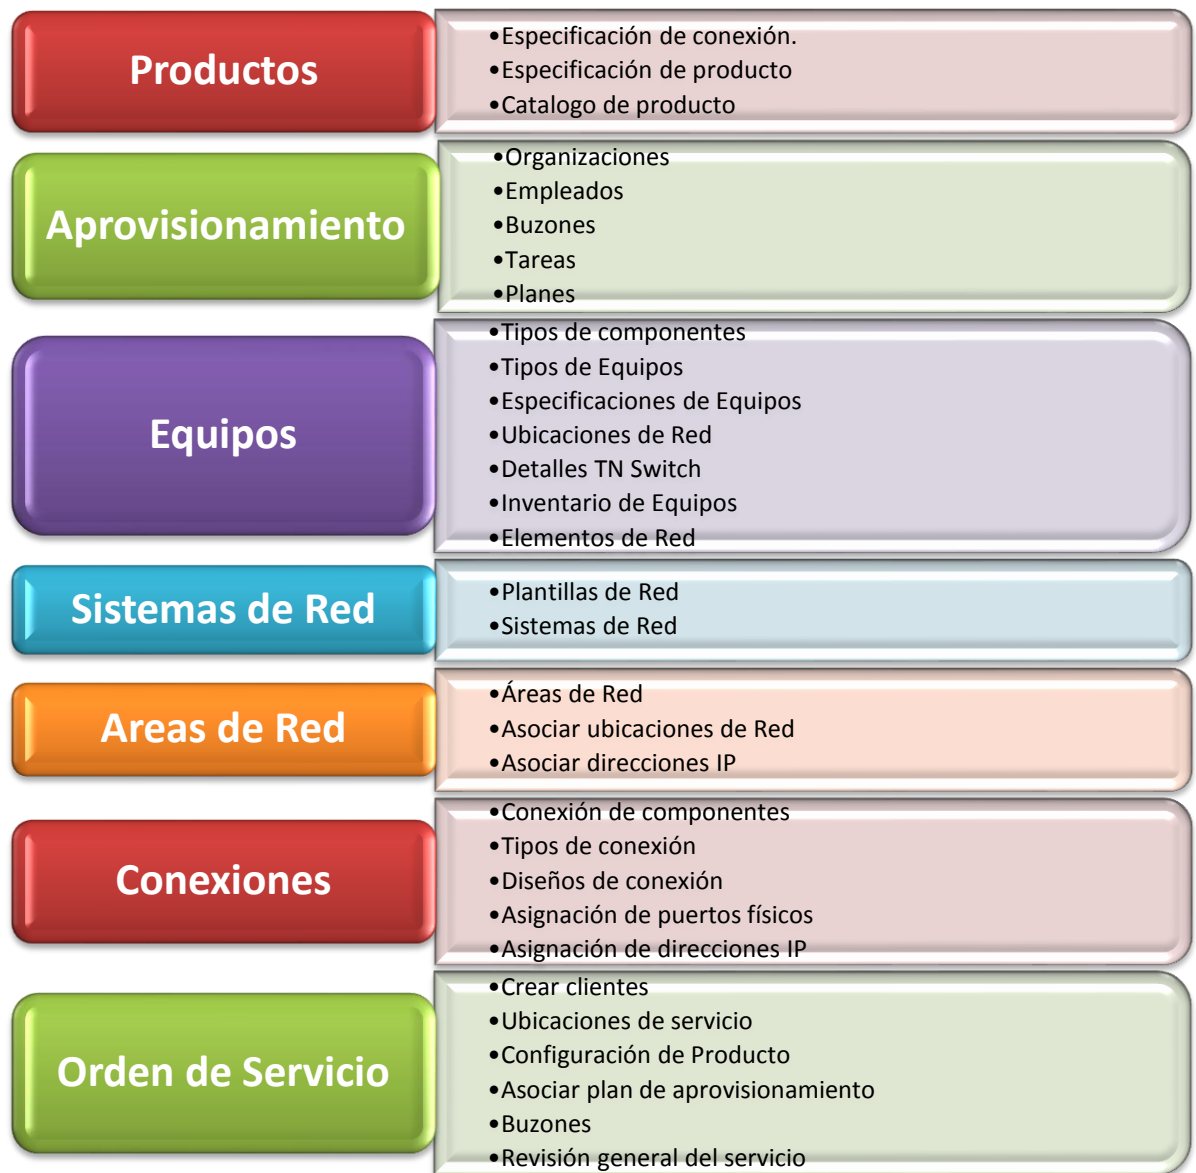 Productos
•Especificación de conexión.
•Especificación de producto
•Catalogo de producto
Aprovisionamiento
•Organizaciones
•Empleados
•Buzones
•Tareas
•Planes
Equipos
•Tipos de componentes
•Tipos de Equipos
•Especificaciones de Equipos
•Ubicaciones de Red
•Detalles TN Switch
•Inventario de Equipos
•Elementos de Red
Sistemas de Red
•Plantillas de Red
•Sistemas de Red
Areas de Red
•Áreas de Red
•Asociar ubicaciones de Red
•Asociar direcciones IP
Conexiones
•Conexión de componentes
•Tipos de conexión
•Diseños de conexión
•Asignación de puertos físicos
•Asignación de direcciones IP
Orden de Servicio
•Crear clientes
•Ubicaciones de servicio
•Configuración de Producto
•Asociar plan de aprovisionamiento
•Buzones
•Revisión general del servicio